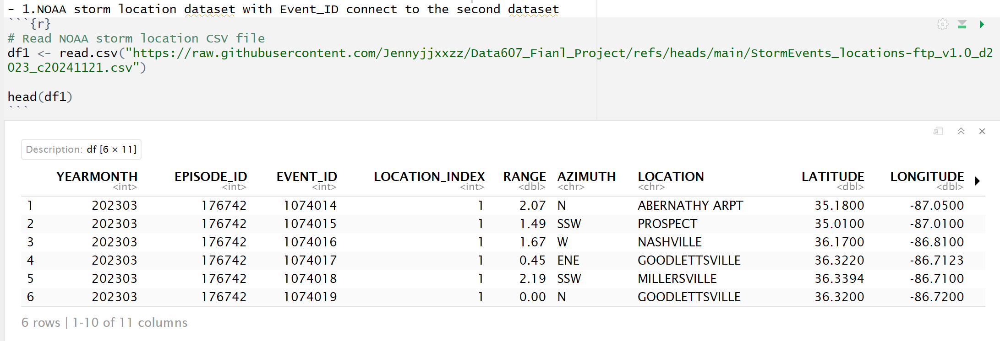 - 1.NOAA storm location dataset with Event_ID connect to the second dataset
```{r}
# Read NOAA storm location CSV file
df1 <- read.csv("https://raw.githubusercontent.com/Jennyjjxxzz/Data607_Fianl_Project/refs/heads/main/StormEvents_locations-ftp_v1.0_d2
023_c20241121.csv")
head(df1)
```
Description: df [6 × 11]
YEARMONTH EPISODE_ID EVENT_ID LOCATION_INDEX RANGE AZIMUTH LOCATION LATITUDE LONGITUDE
<int> <int> <int> <int> <dbl> <chr> <chr> <dbl> <dbl>
1 202303 176742 1074014 1 2.07 N ABERNATHY ARPT 35.1800 -87.0500
2 202303 176742 1074015 1 1.49 SSW PROSPECT 35.0100 -87.0100
3 202303 176742 1074016 1 1.67 W NASHVILLE 36.1700 -86.8100
4 202303 176742 1074017 1 0.45 ENE GOODLETTSVILLE 36.3220 -86.7123
5 202303 176742 1074018 1 2.19 SSW MILLERSVILLE 36.3394 -86.7100
6 202303 176742 1074019 1 0.00 N GOODLETTSVILLE 36.3200 -86.7200
6 rows | 1-10 of 11 columns